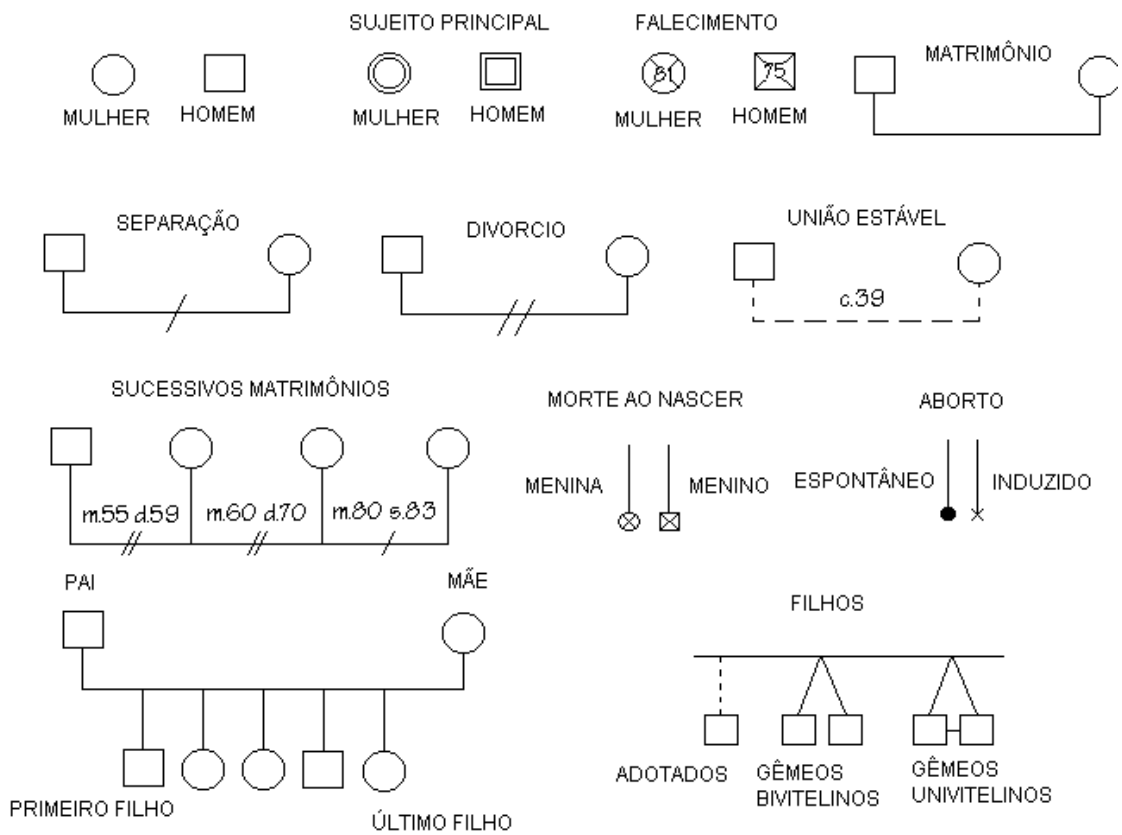 SUJEITO PRINCIPAL
FALECIMENTO
MATRIMÔNIO
81
75
MULHER
HOMEM
MULHER
HOMEM
MULHER
HOMEM
SEPARAÇÃO
DIVORCIO
UNIÃO ESTÁVEL
c.39
SUCESSIVOS MATRIMÔNIOS
m.55 d.59
m.60 d.70
m.80 s.83
MORTE AO NASCER
MENINA
MENINO
ABORTO
ESPONTÂNEO
INDUZIDO
PAI
MÃE
PRIMEIRO FILHO
ÚLTIMO FILHO
FILHOS
ADOTADOS
GÊMEOS
BIVITELINOS
GÊMEOS
UNIVITELINOS